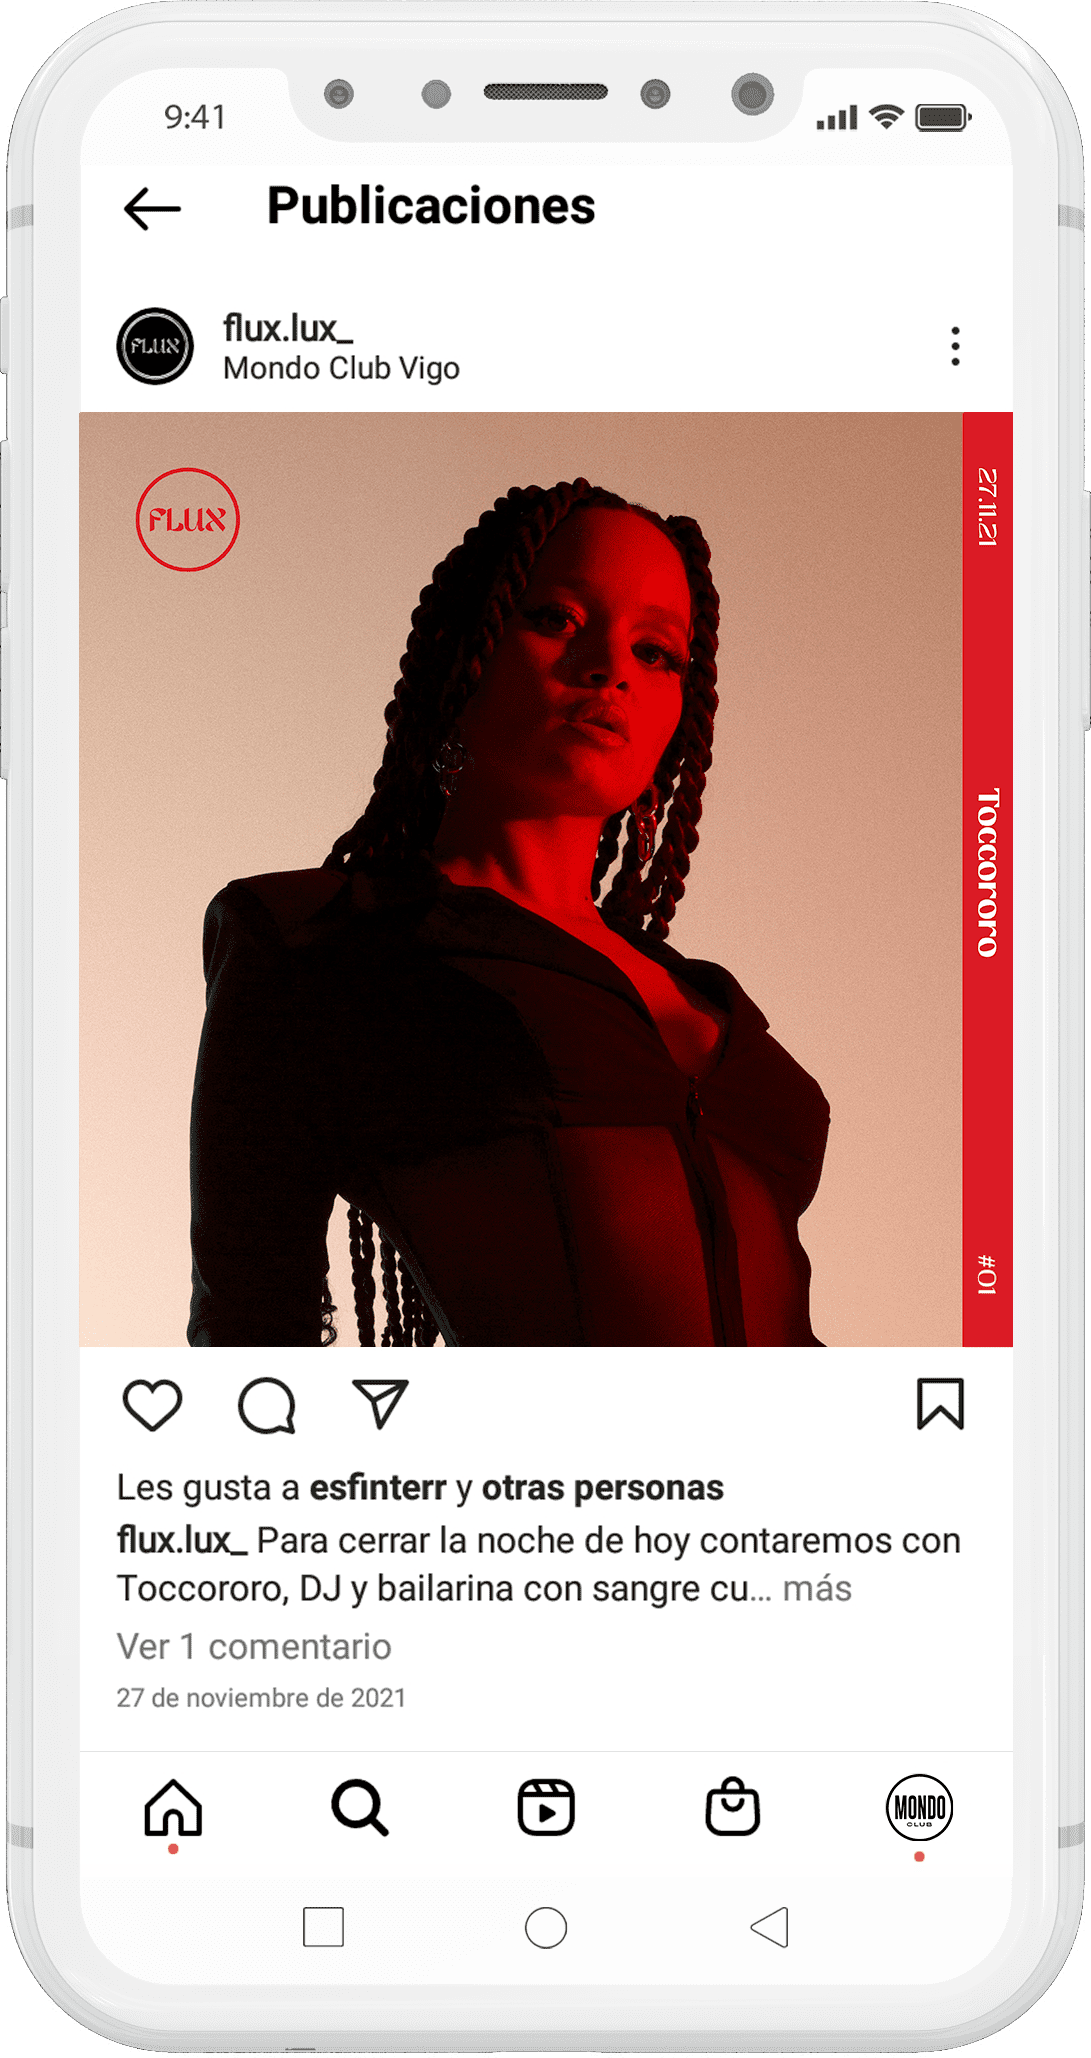 9:41
Publicaciones
FLUX
flux.lux_
Mondo Club Vigo
FLUX
27.11.21
Toccororo
#01
Les gusta a esfinterr y otras personas
flux.lux_ Para cerrar la noche de hoy contaremos con
Toccororo, DJ y bailarina con sangre cu... más
Ver 1 comentario
27 de noviembre de 2021
MONDO
CLUB